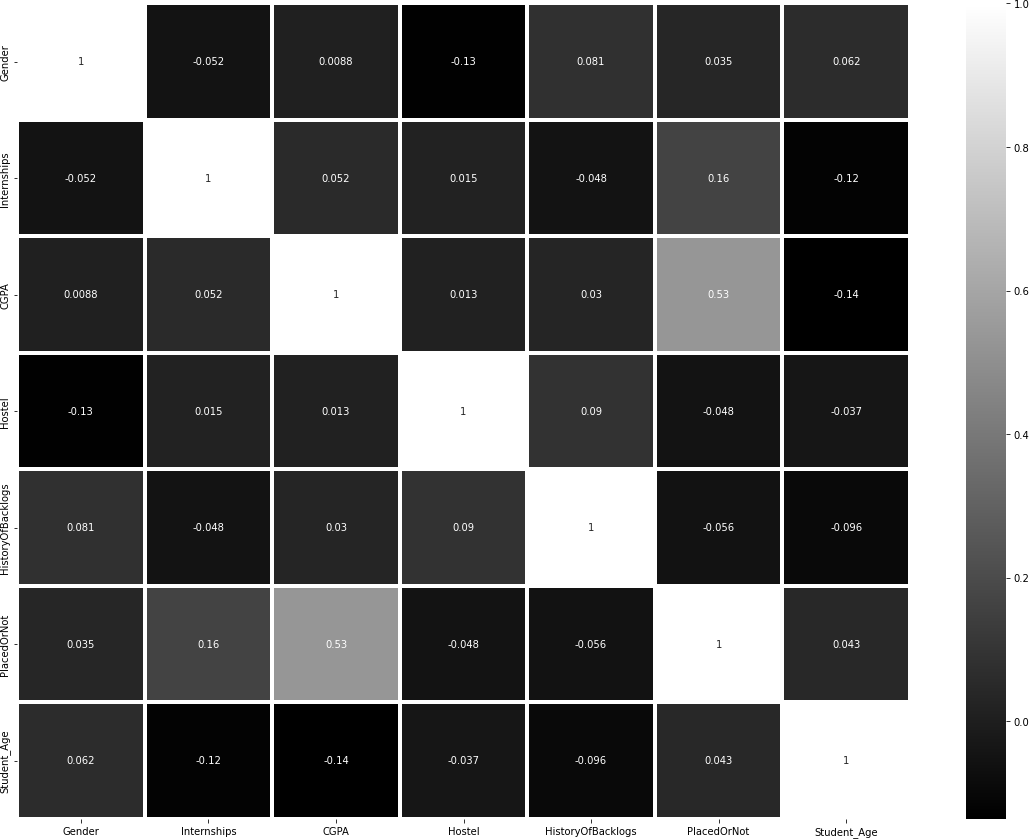 Gender 1 -0.052 0.0088 -0.13 0.081 0.035 0.062
Internships -0.052 1 0.052 0.015 -0.048 0.16 -0.12
CGPA 0.0088 0.052 1 0.013 0.03 0.53 -0.14
Hostel -0.13 0.015 0.013 1 0.09 -0.048 -0.037
HistoryOfBacklogs 0.081 -0.048 0.03 0.09 1 -0.056 -0.096
PlacedOrNot 0.035 0.16 0.53 -0.048 -0.056 1 0.043
Student_Age 0.062 -0.12 -0.14 -0.037 -0.096 0.043 1
Gender Internships CGPA Hostel HistoryOfBacklogs PlacedOrNot Student_Age
1.0
0.8
0.6
0.4
0.2
0.0